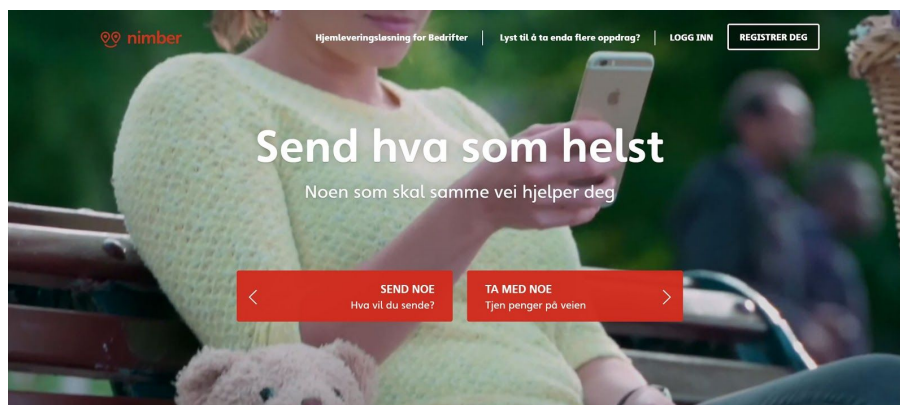 nimber
Hjemleveringsløsning for Bedrifter
Lyst til å ta enda flere oppdrag?
LOGG INN
REGISTRER DEG
Send hva som helst
Noen som skal samme vei hjelper deg
SEND NOE
Hva vil du sende?
TA MED NOE
Tjen penger på veien